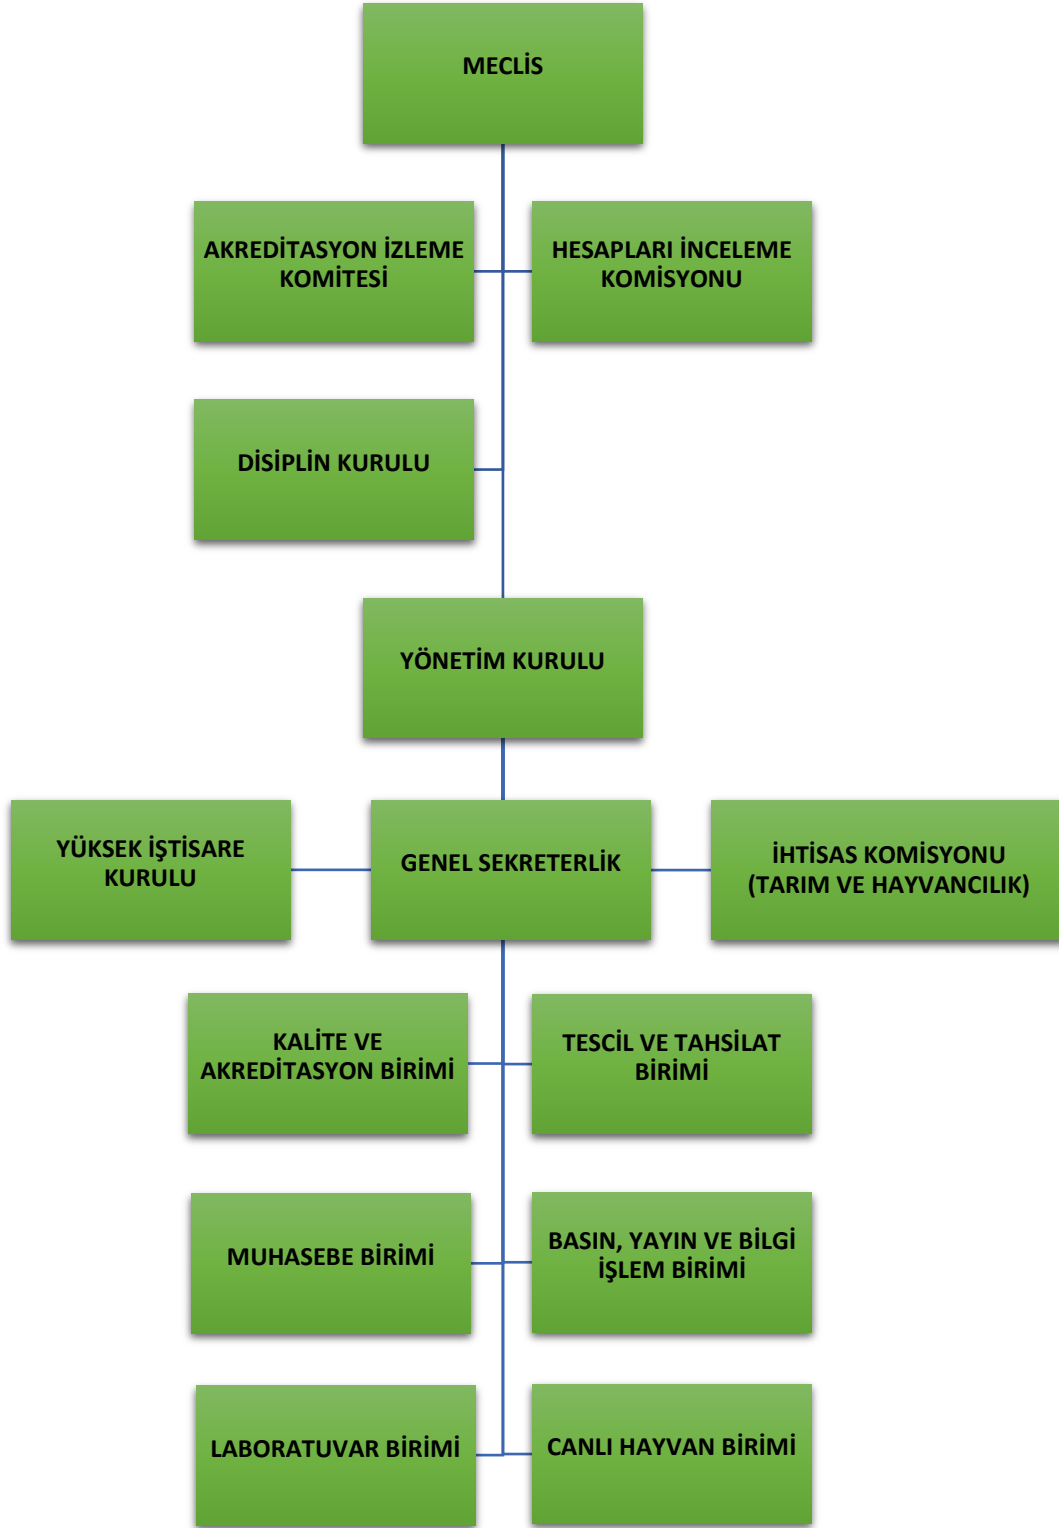 MECLİS
AKREDİTASYON İZLEME
KOMİTESİ
HESAPLARI İNCELEME
KOMİSYONU
DİSİPLİN KURULU
YÖNETİM KURULU
YÜKSEK İŞTİSARE
KURULU
GENEL SEKRETERLİK
İHTİSAS KOMİSYONU
(TARIM VE HAYVANCILIK)
KALİTE VE
AKREDİTASYON BİRİMİ
TESCİL VE TAHSİLAT
BİRİMİ
MUHASEBE BİRİMİ
BASIN, YAYIN VE BİLGİ
İŞLEM BİRİMİ
LABORATUVAR BİRİMİ
CANLI HAYVAN BİRİMİ